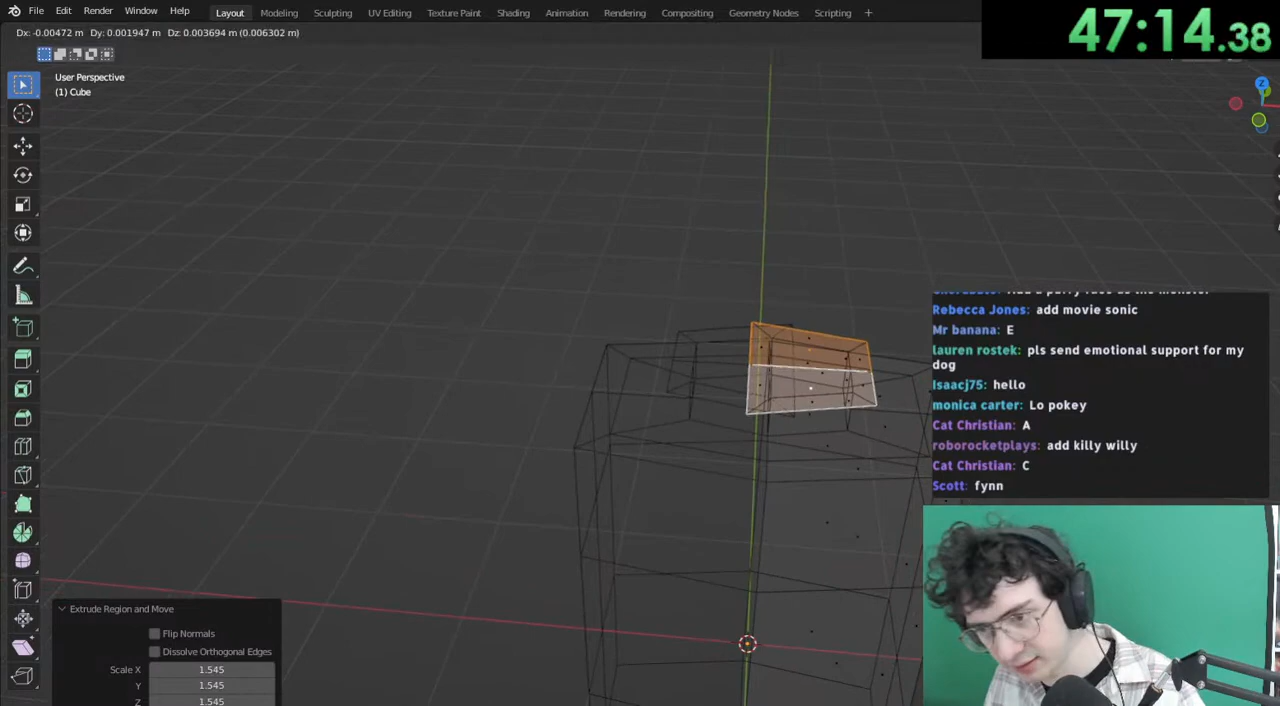 File Edit Render Window Help Layout Modeling Sculpting UV Editing Texture Paint Shading Animation Rendering Compositing Geometry Nodes Scripting +
47:14.38
Dx: -0.00472 m Dy: 0.001947 m Dz: 0.003694 m (0.006302 m)
User Perspective
(1) Cube
Z
Rebecca Jones: add movie sonic
Mr banana: E
lauren rostek: pls send emotional support for my
dog
Isaacj75: hello
monica carter: Lo pokey
Cat Christian: A
roborocketplays: add killy willy
Cat Christian: C
Scott: fynn
Extrude Region and Move
Flip Normals
Dissolve Orthogonal Edges
Scale X 1.545
Y 1.545
Z 1.545